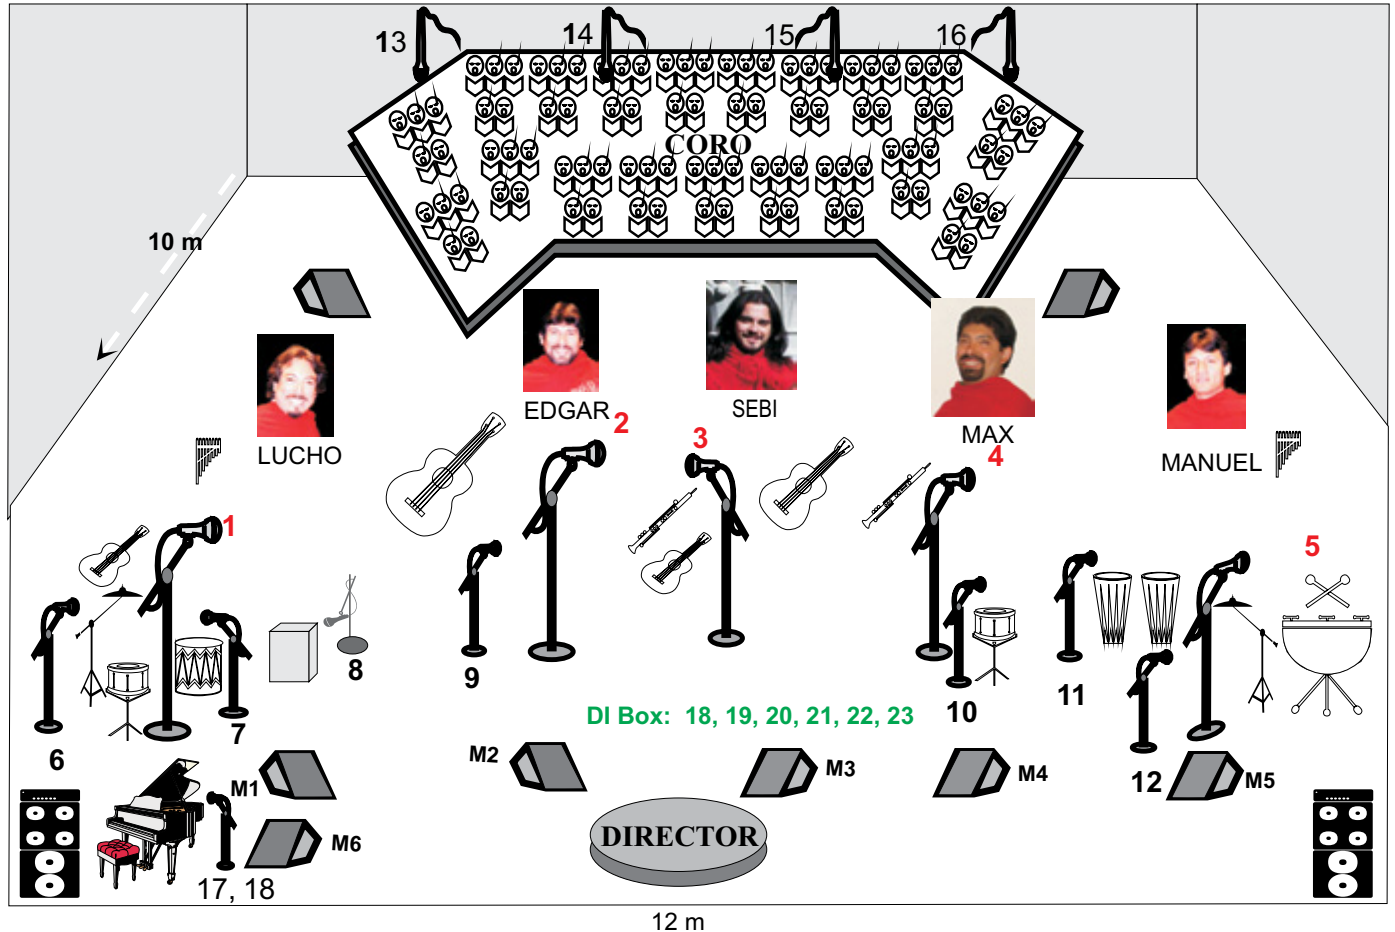 13
14
15
16
CORO
10 m
EDGAR
2
SEBI
LUCHO
3
MAX
4
MANUEL
1
5
6
7
8
9
10
11
12
DI Box: 18, 19, 20, 21, 22, 23
M1
M2
M3
M4
M5
M6
DIRECTOR
17, 18
12 m